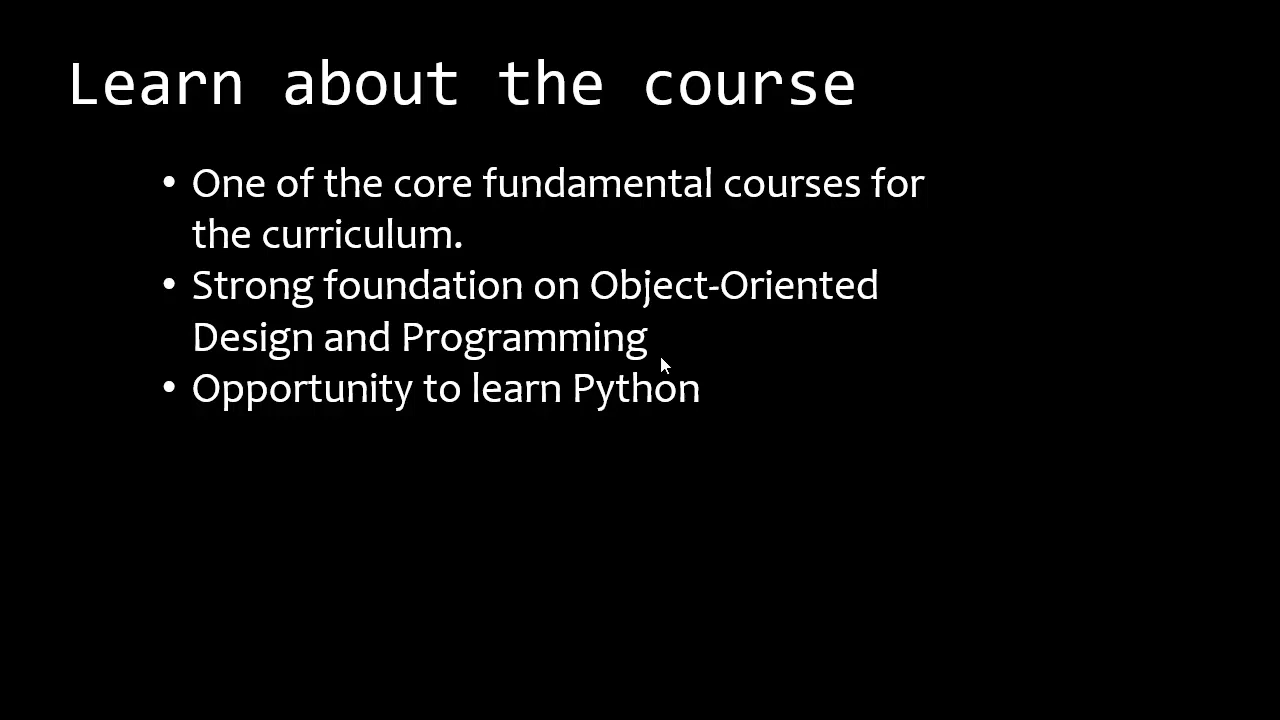 Learn about the course
• One of the core fundamental courses for
the curriculum.
• Strong foundation on Object-Oriented
Design and Programming
• Opportunity to learn Python